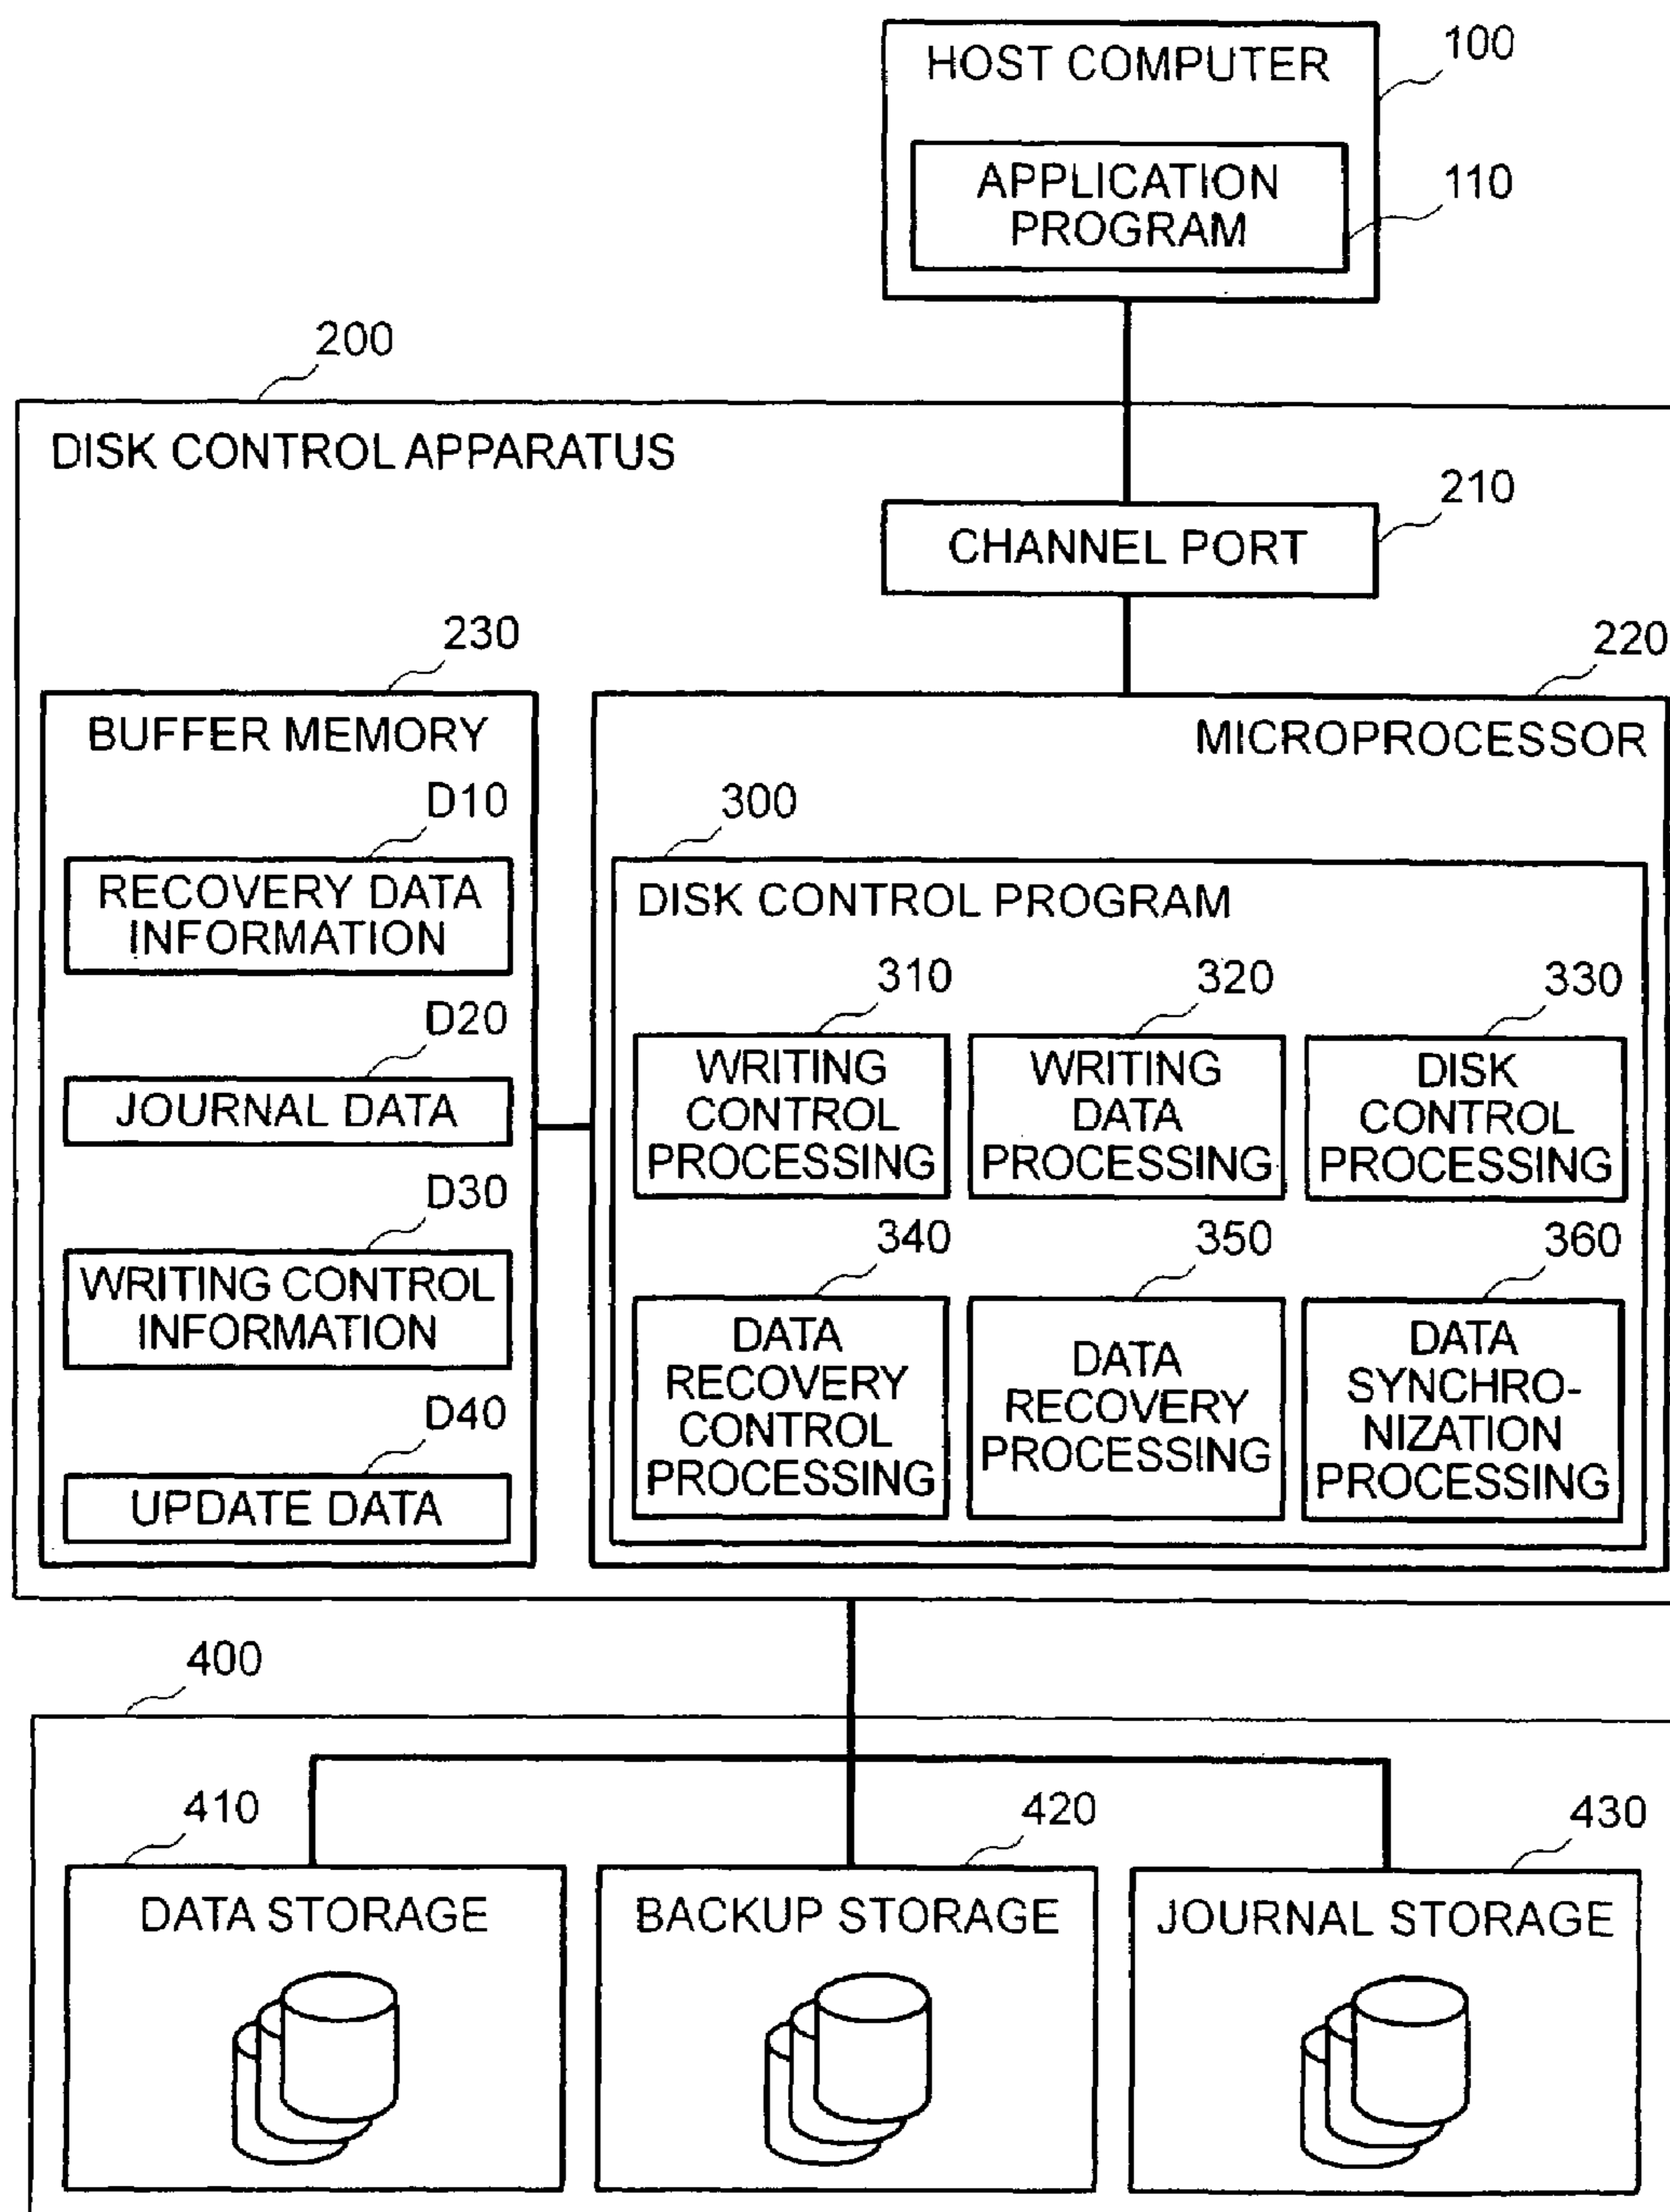 HOST COMPUTER
100
APPLICATION
PROGRAM
110
200
DISK CONTROL APPARATUS
210
CHANNEL PORT
230
BUFFER MEMORY
D10
RECOVERY DATA
INFORMATION
D20
JOURNAL DATA
D30
WRITING CONTROL
INFORMATION
D40
UPDATE DATA
220
MICROPROCESSOR
300
DISK CONTROL PROGRAM
310
WRITING
CONTROL
PROCESSING
320
WRITING
DATA
PROCESSING
330
DISK
CONTROL
PROCESSING
340
DATA
RECOVERY
CONTROL
PROCESSING
350
DATA
RECOVERY
PROCESSING
360
DATA
SYNCHRO-
NIZATION
PROCESSING
400
410
DATA STORAGE
420
BACKUP STORAGE
430
JOURNAL STORAGE